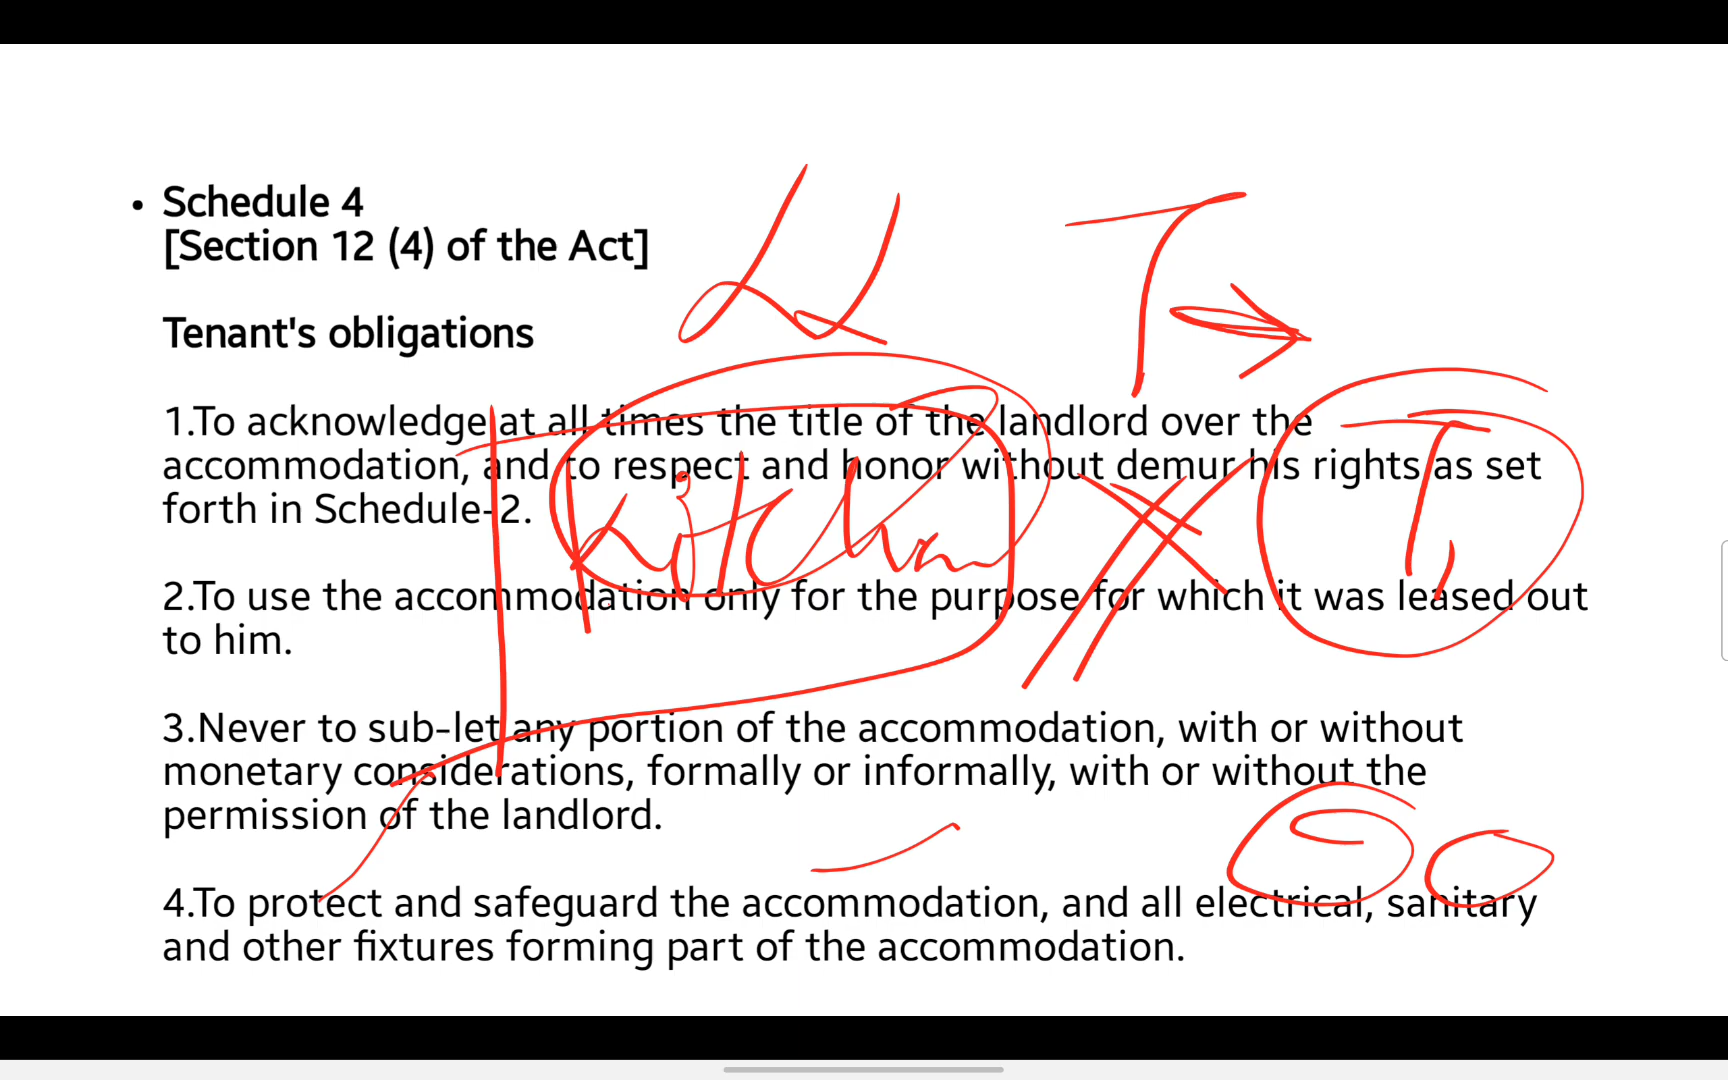 • Schedule 4
[Section 12 (4) of the Act]
LL
T
Tenant's obligations
1.To acknowledge at all times the title of the landlord over the
accommodation, and to respect and honor without demur his rights as set
forth in Schedule-2.
Kitchen
T1
2.To use the accommodation only for the purpose for which it was leased out
to him.
3.Never to sub-let any portion of the accommodation, with or without
monetary considerations, formally or informally, with or without the
permission of the landlord.
4.To protect and safeguard the accommodation, and all electrical, sanitary
and other fixtures forming part of the accommodation.